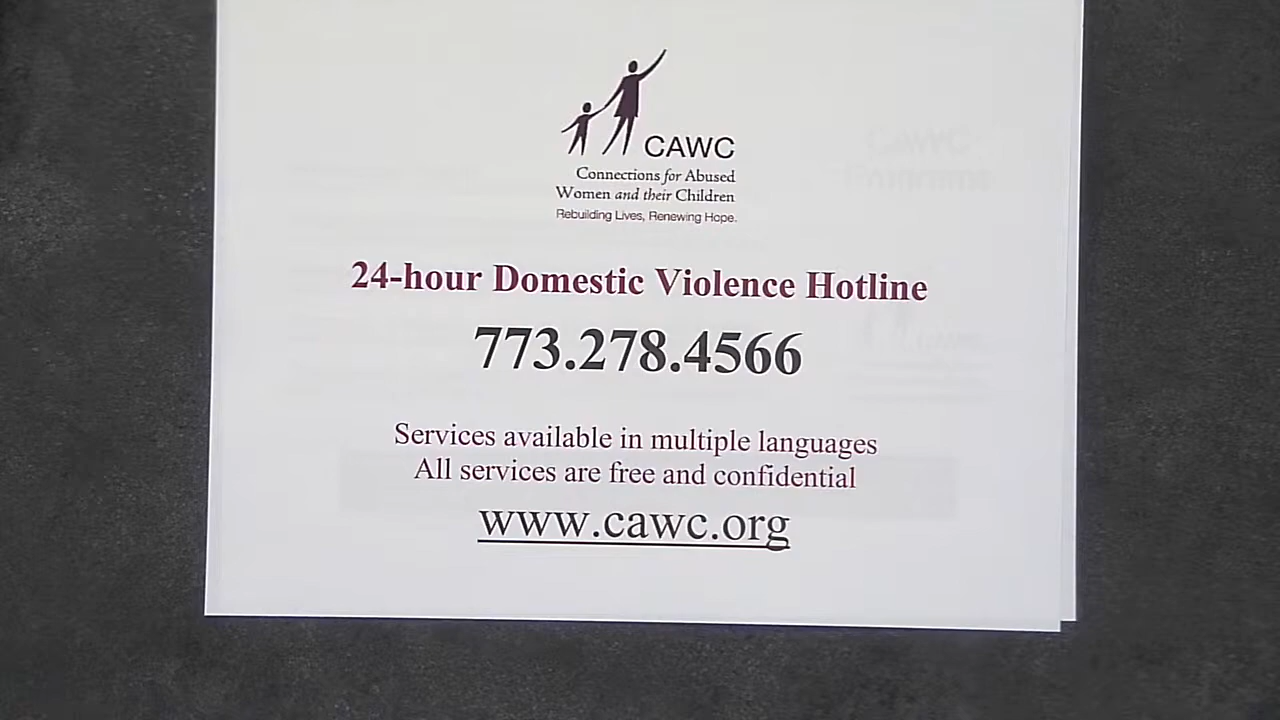 CAWC
Connections for Abused
Women and their Children
Rebuilding Lives, Renewing Hope.
24-hour Domestic Violence Hotline
773.278.4566
Services available in multiple languages
All services are free and confidential
www.cawc.org